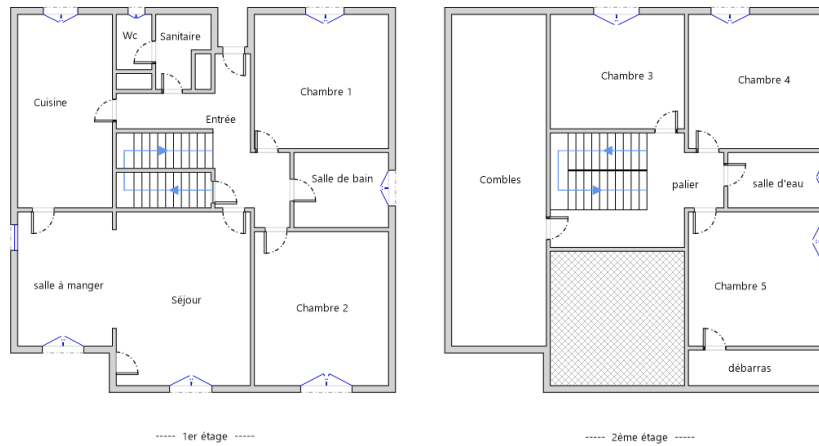 Wc
Sanitaire
Cuisine
Chambre 1
Entrée
Salle de bain
salle à manger
Séjour
Chambre 2
----- 1er étage -----
Chambre 3
Chambre 4
Combles
palier
salle d'eau
Chambre 5
débarras
----- 2ème étage -----